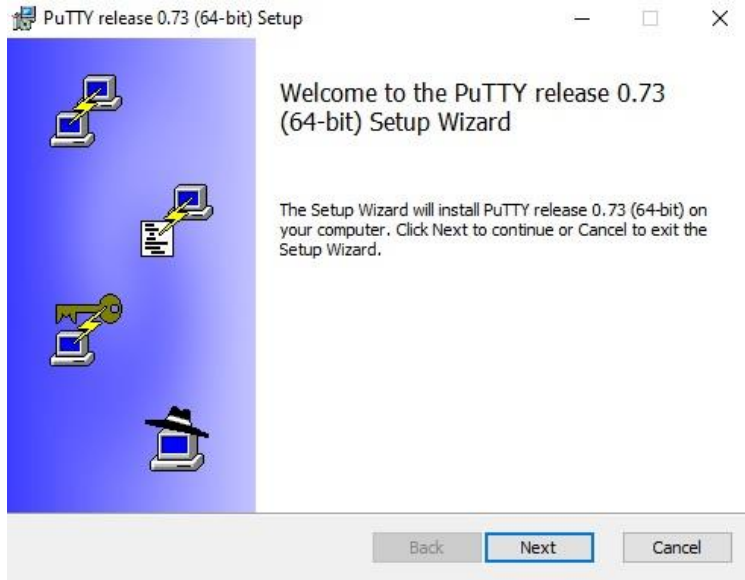 PuTTY release 0.73 (64-bit) Setup
Welcome to the PuTTY release 0.73
(64-bit) Setup Wizard
The Setup Wizard will install PuTTY release 0.73 (64-bit) on
your computer. Click Next to continue or Cancel to exit the
Setup Wizard.
Back Next Cancel